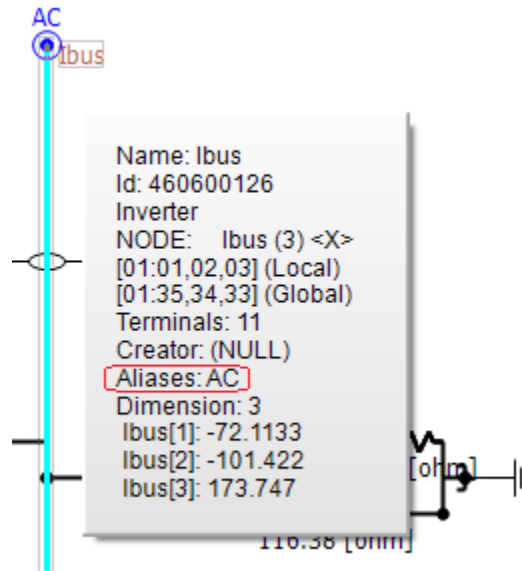 AC
Ibus
Name: Ibus
Id: 460600126
Inverter
NODE: Ibus (3) <X>
[01:01,02,03] (Local)
[01:35,34,33] (Global)
Terminals: 11
Creator: (NULL)
Aliases: AC
Dimension: 3
Ibus[1]: -72.1133
Ibus[2]: -101.422
Ibus[3]: 173.747
[ohm]
116.38 [ohm]